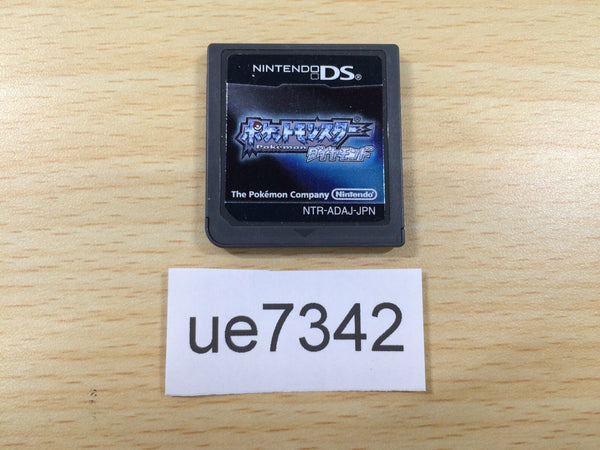 NINTENDO DS®
ポケットモンスター
Pokémon
ダイヤモンド
The Pokémon Company Nintendo
NTR-ADAJ-JPN
ue7342